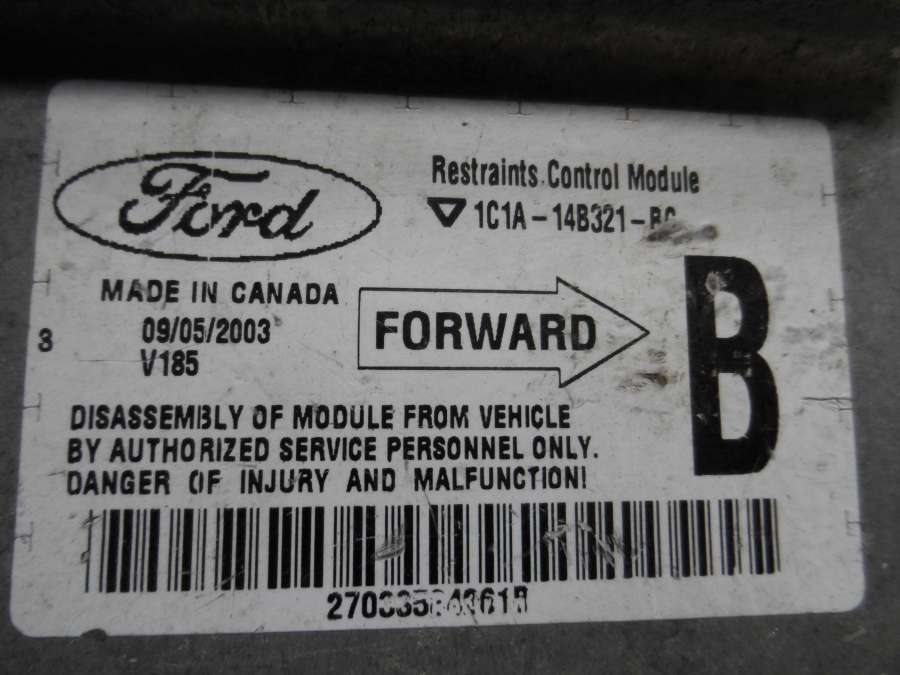 Ford
Restraints Control Module
1C1A-14B321-
MADE IN CANADA
09/05/2003
V185
3
FORWARD
B
DISASSEMBLY OF MODULE FROM VEHICLE
BY AUTHORIZED SERVICE PERSONNEL ONLY.
DANGER OF INJURY AND MALFUNCTION!